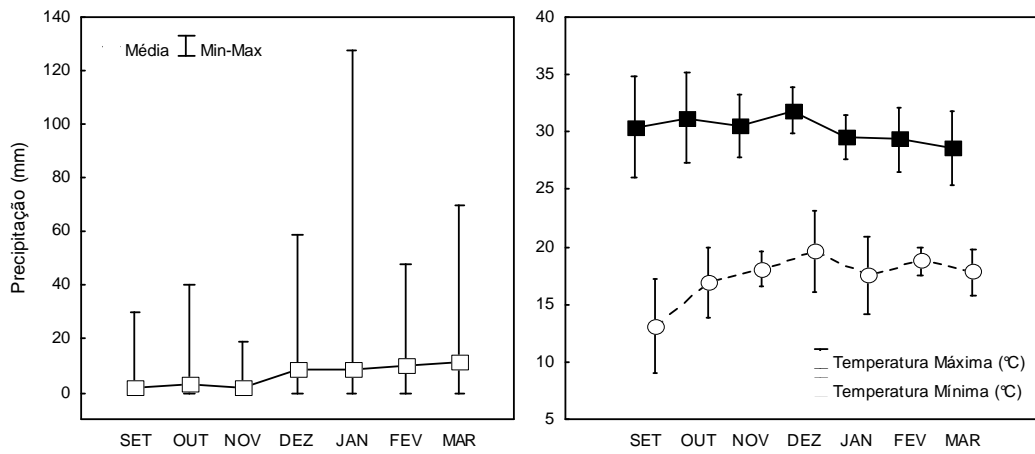 140
120
100
80
60
40
20
0
Precipitação (mm)
Média Min-Max
SET OUT NOV DEZ JAN FEV MAR
40
35
30
25
20
15
10
5
Temperatura Máxima (°C)
Temperatura Mínima (°C)
SET OUT NOV DEZ JAN FEV MAR